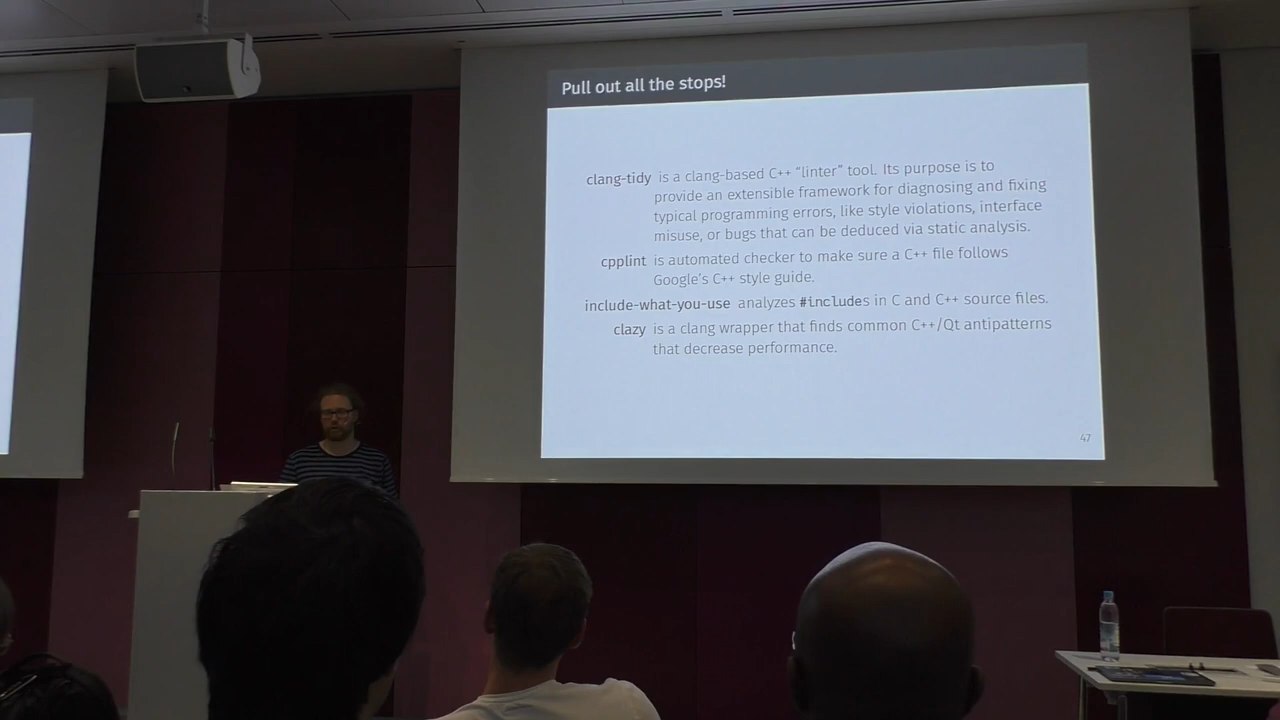 Pull out all the stops!
clang-tidy is a clang-based C++ “linter” tool. Its purpose is to
provide an extensible framework for diagnosing and fixing
typical programming errors, like style violations, interface
misuse, or bugs that can be deduced via static analysis.
cpplint is automated checker to make sure a C++ file follows
Google's C++ style guide.
include-what-you-use analyzes #includes in C and C++ source files.
clazy is a clang wrapper that finds common C++/Qt antipatterns
that decrease performance.
47